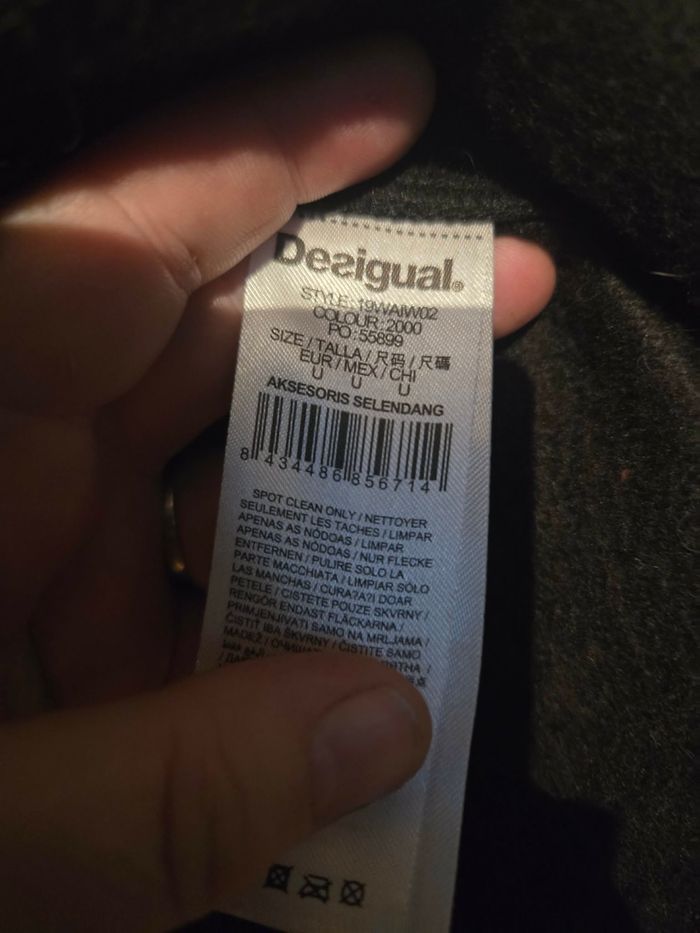 Desigual.®
STYLE: 19WAIW02
COLOUR: 2000
PO: 55899
SIZE / TALLA / 尺码 / 尺碼
EUR / MEX / CHI
U U U
AKSESORIS SELENDANG
8 434486 856714
SPOT CLEAN ONLY / NETTOYER
SEULEMENT LES TACHES / LIMPAR
APENAS AS NÓDOAS / LIMPAR
APENAS AS NÓDOAS / NUR FLECKE
ENTFERNEN / PULIRE SOLO LA
PARTE MACCHIATA / LIMPIAR SÓLO
LAS MANCHAS / CURA?A?I DOAR
PETELE / CISTETE POUZE SKVRNY /
RENGÖR ENDAST FLÄCKARNA /
PRIMJENJIVATI SAMO NA MRLJAMA /
ČISTIŤ IBA ŠKVRNY / ČISTITE SAMO
MADEŽ /